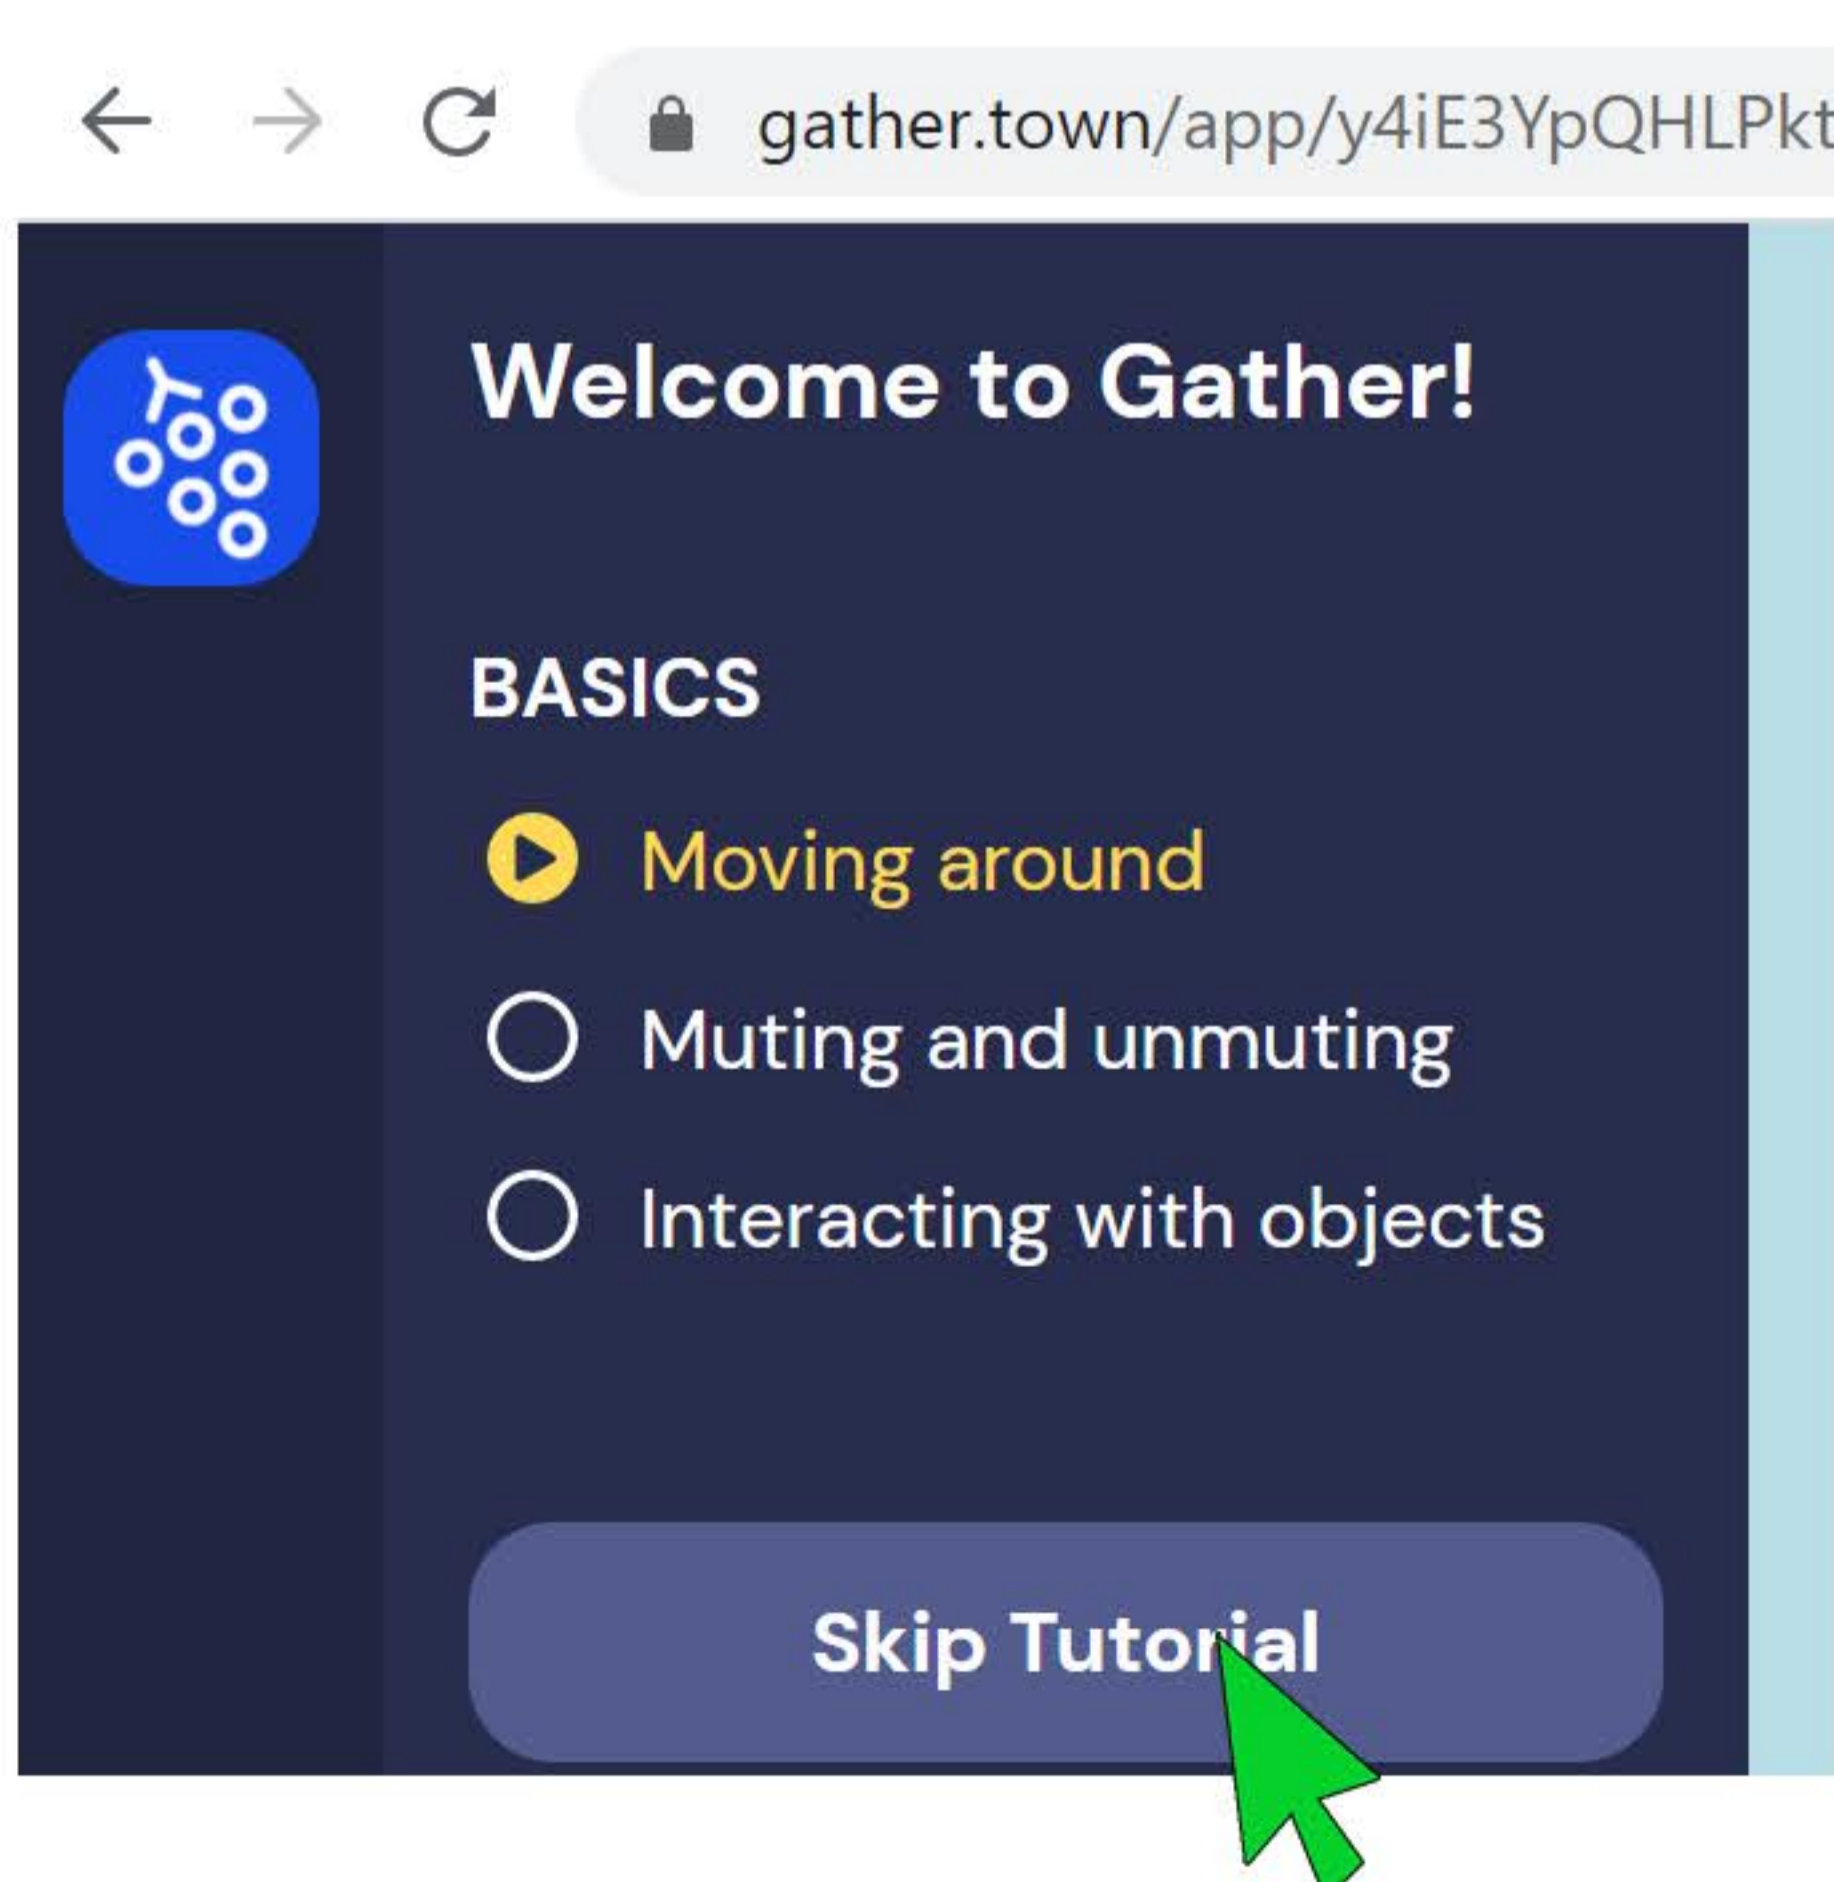 gather.town/app/y4iE3YpQHLPkt
Welcome to Gather!
BASICS
Moving around
Muting and unmuting
Interacting with objects
Skip Tutorial